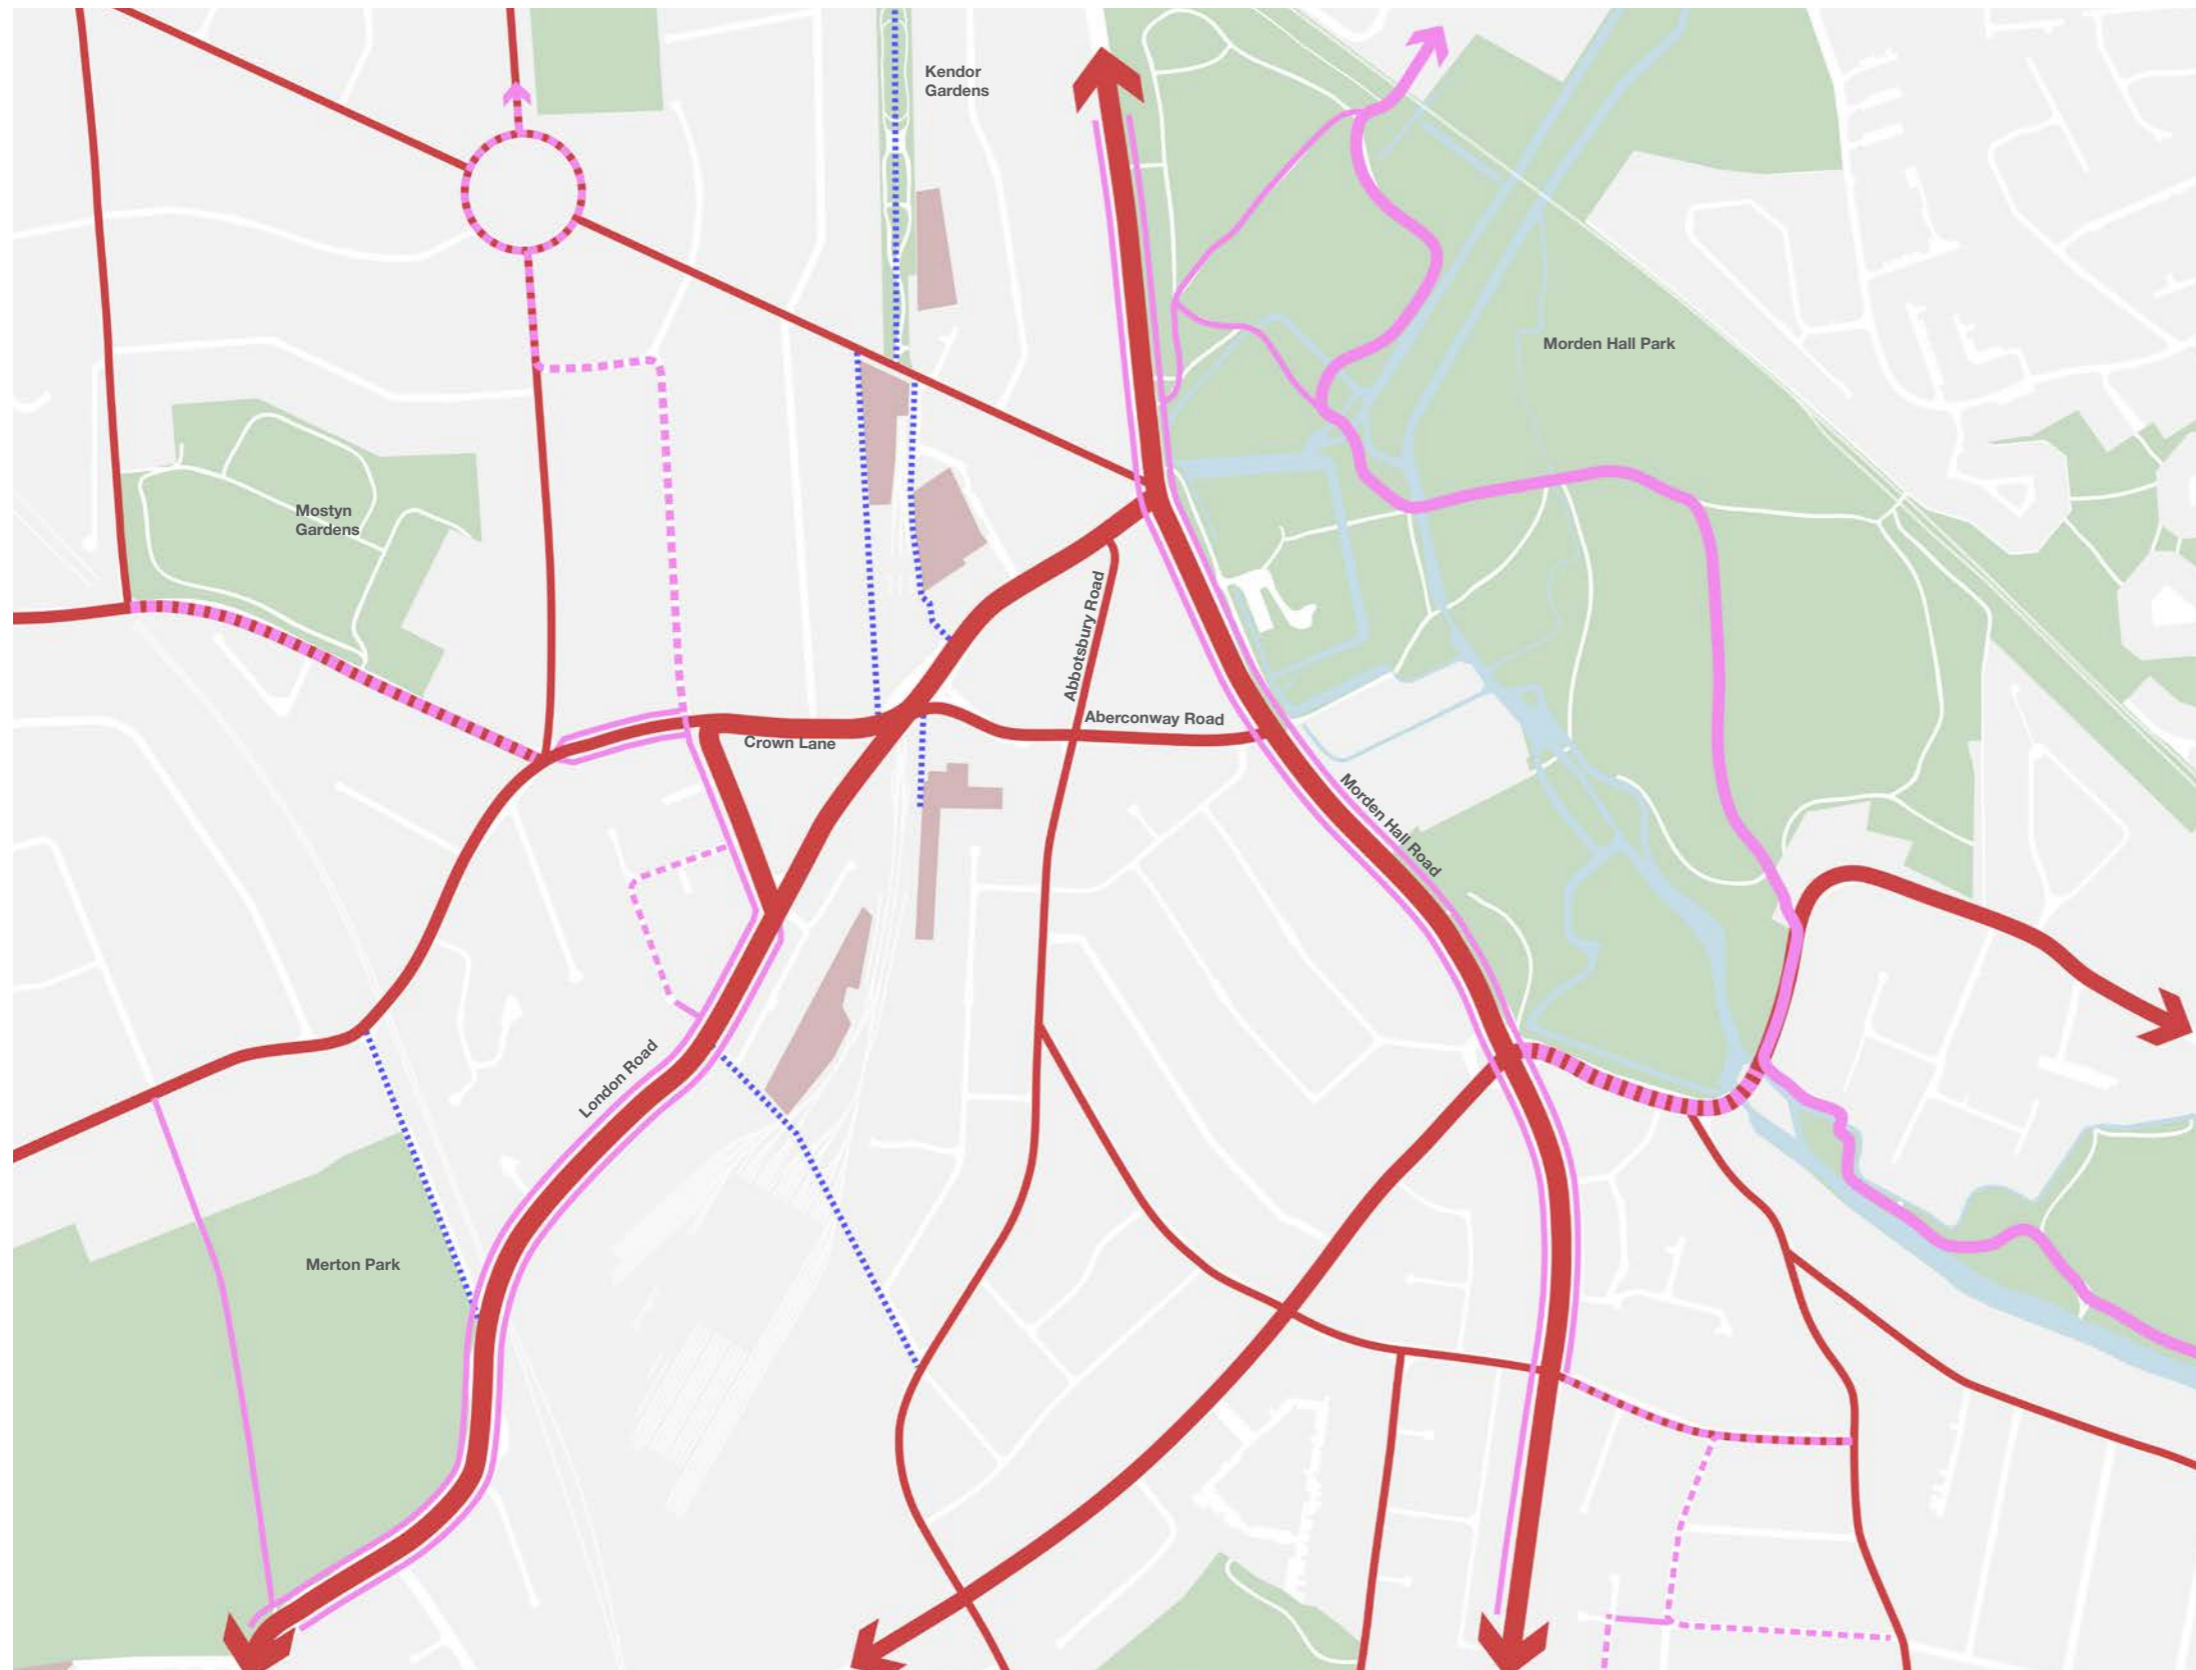 Kendor
Gardens
Morden Hall Park
Mostyn
Gardens
Abbotsbury Road
Aberconway Road
Crown Lane
Morden Hall Road
London Road
Merton Park